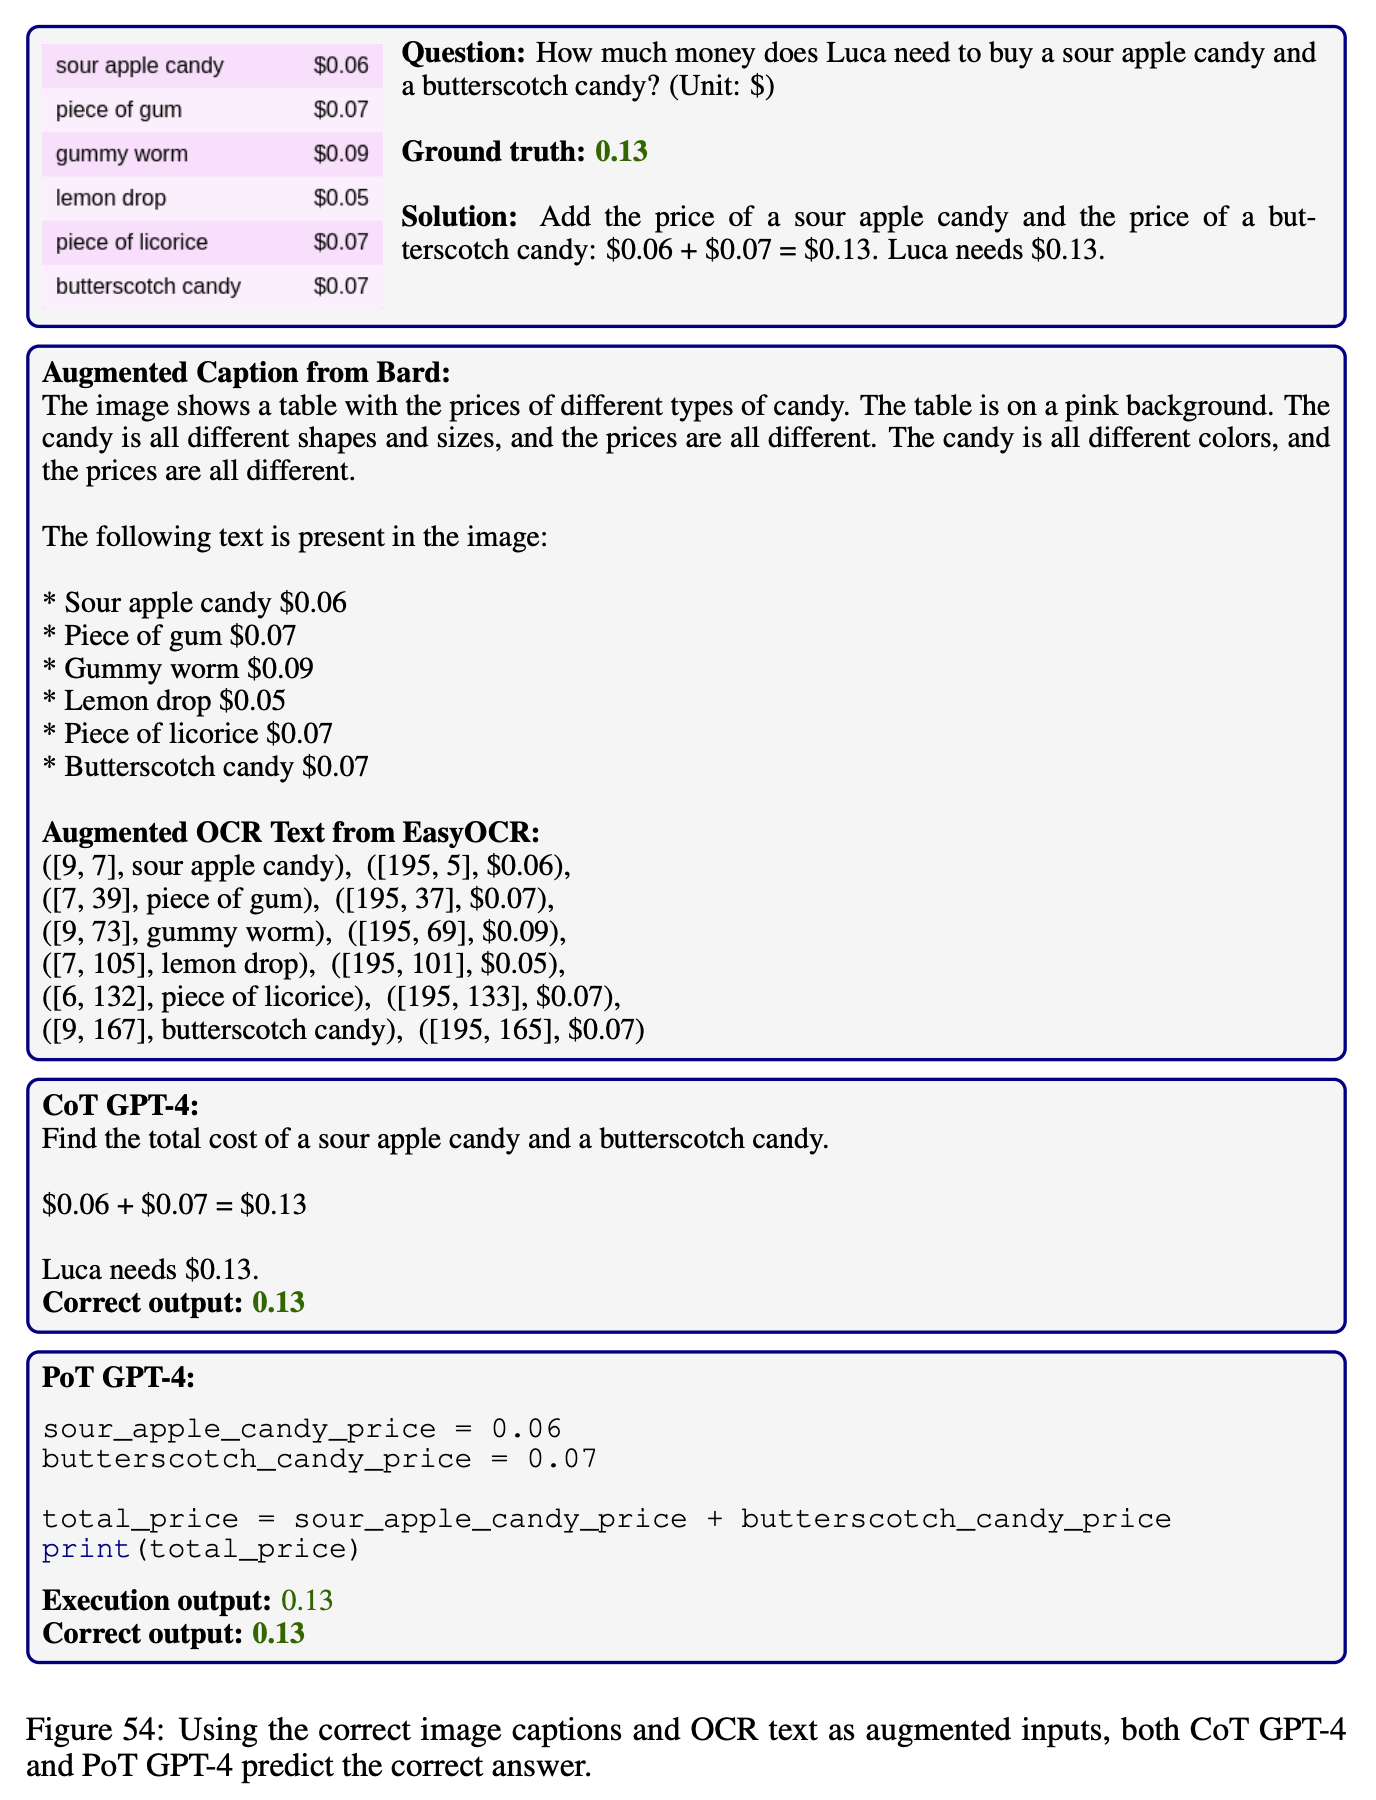 sour apple candy $0.06
piece of gum $0.07
gummy worm $0.09
lemon drop $0.05
piece of licorice $0.07
butterscotch candy $0.07
Question: How much money does Luca need to buy a sour apple candy and
a butterscotch candy? (Unit: $)
Ground truth: 0.13
Solution: Add the price of a sour apple candy and the price of a but-
terscotch candy: $0.06 + $0.07 = $0.13. Luca needs $0.13.
Augmented Caption from Bard:
The image shows a table with the prices of different types of candy. The table is on a pink background. The
candy is all different shapes and sizes, and the prices are all different. The candy is all different colors, and
the prices are all different.
The following text is present in the image:
* Sour apple candy $0.06
* Piece of gum $0.07
* Gummy worm $0.09
* Lemon drop $0.05
* Piece of licorice $0.07
* Butterscotch candy $0.07
Augmented OCR Text from EasyOCR:
([9, 7], sour apple candy), ([195, 5], $0.06),
([7, 39], piece of gum), ([195, 37], $0.07),
([9, 73], gummy worm), ([195, 69], $0.09),
([7, 105], lemon drop), ([195, 101], $0.05),
([6, 132], piece of licorice), ([195, 133], $0.07),
([9, 167], butterscotch candy), ([195, 165], $0.07)
CoT GPT-4:
Find the total cost of a sour apple candy and a butterscotch candy.
$0.06 + $0.07 = $0.13
Luca needs $0.13.
Correct output: 0.13
PoT GPT-4:
sour_apple_candy_price = 0.06
butterscotch_candy_price = 0.07
total_price = sour_apple_candy_price + butterscotch_candy_price
print(total_price)
Execution output: 0.13
Correct output: 0.13
Figure 54: Using the correct image captions and OCR text as augmented inputs, both CoT GPT-4
and PoT GPT-4 predict the correct answer.